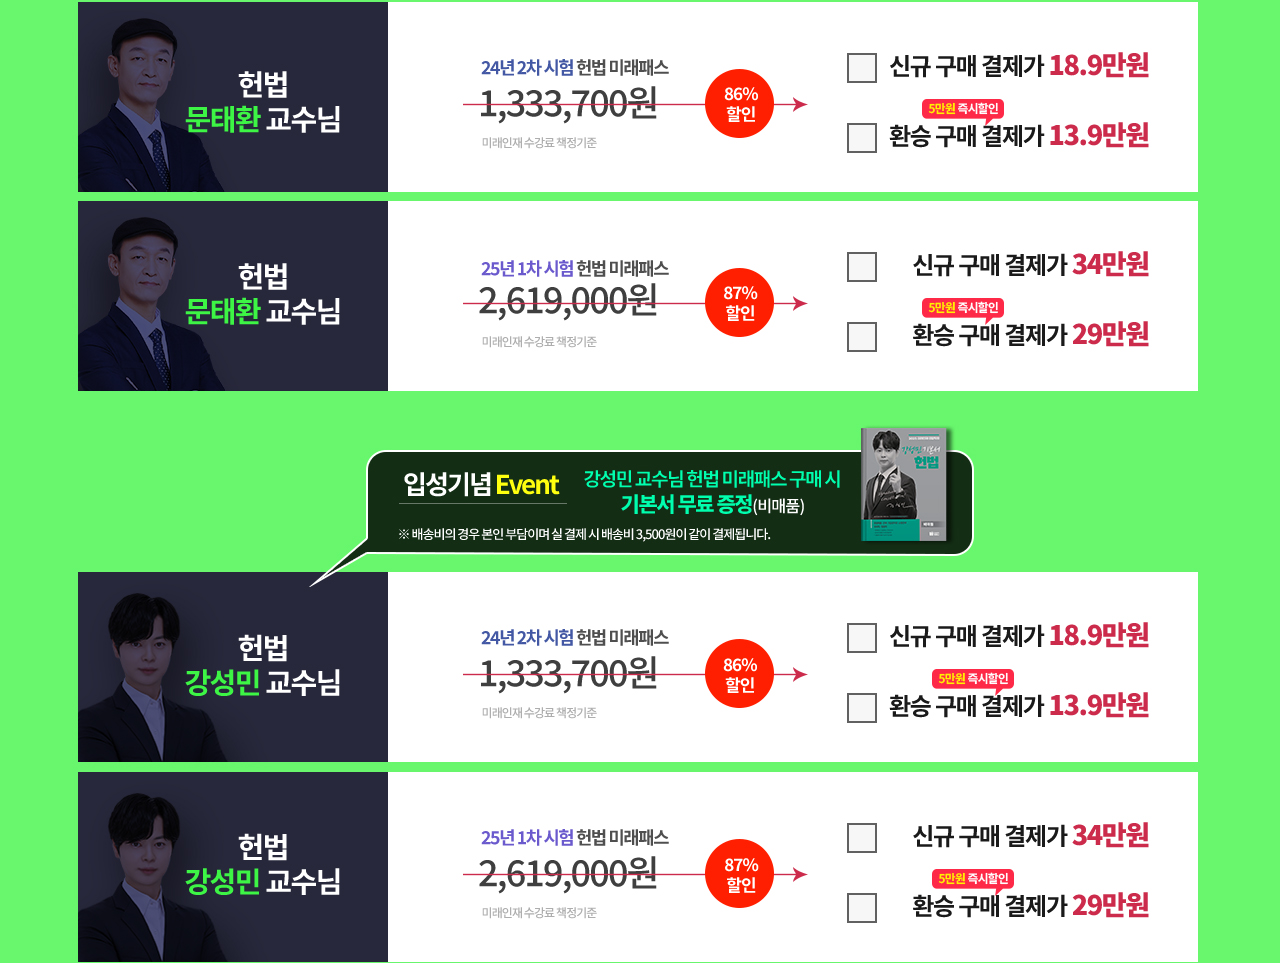 헌법
문태환 교수님
24년 2차 시험 헌법 미래패스
1,333,700원
미래인재 수강료 책정기준
86%
할인
신규 구매 결제가 18.9만원
5만원 즉시할인
환승 구매 결제가 13.9만원
헌법
문태환 교수님
25년 1차 시험 헌법 미래패스
2,619,000원
미래인재 수강료 책정기준
87%
할인
신규 구매 결제가 34만원
5만원 즉시할인
환승 구매 결제가 29만원
입성기념 Event
강성민 교수님 헌법 미래패스 구매 시
기본서 무료 증정(비매품)
※ 배송비의 경우 본인 부담이며 실 결제 시 배송비 3,500원이 같이 결제됩니다.
강성민 기본서
헌법
헌법
강성민 교수님
24년 2차 시험 헌법 미래패스
1,333,700원
미래인재 수강료 책정기준
86%
할인
신규 구매 결제가 18.9만원
5만원 즉시할인
환승 구매 결제가 13.9만원
헌법
강성민 교수님
25년 1차 시험 헌법 미래패스
2,619,000원
미래인재 수강료 책정기준
87%
할인
신규 구매 결제가 34만원
5만원 즉시할인
환승 구매 결제가 29만원